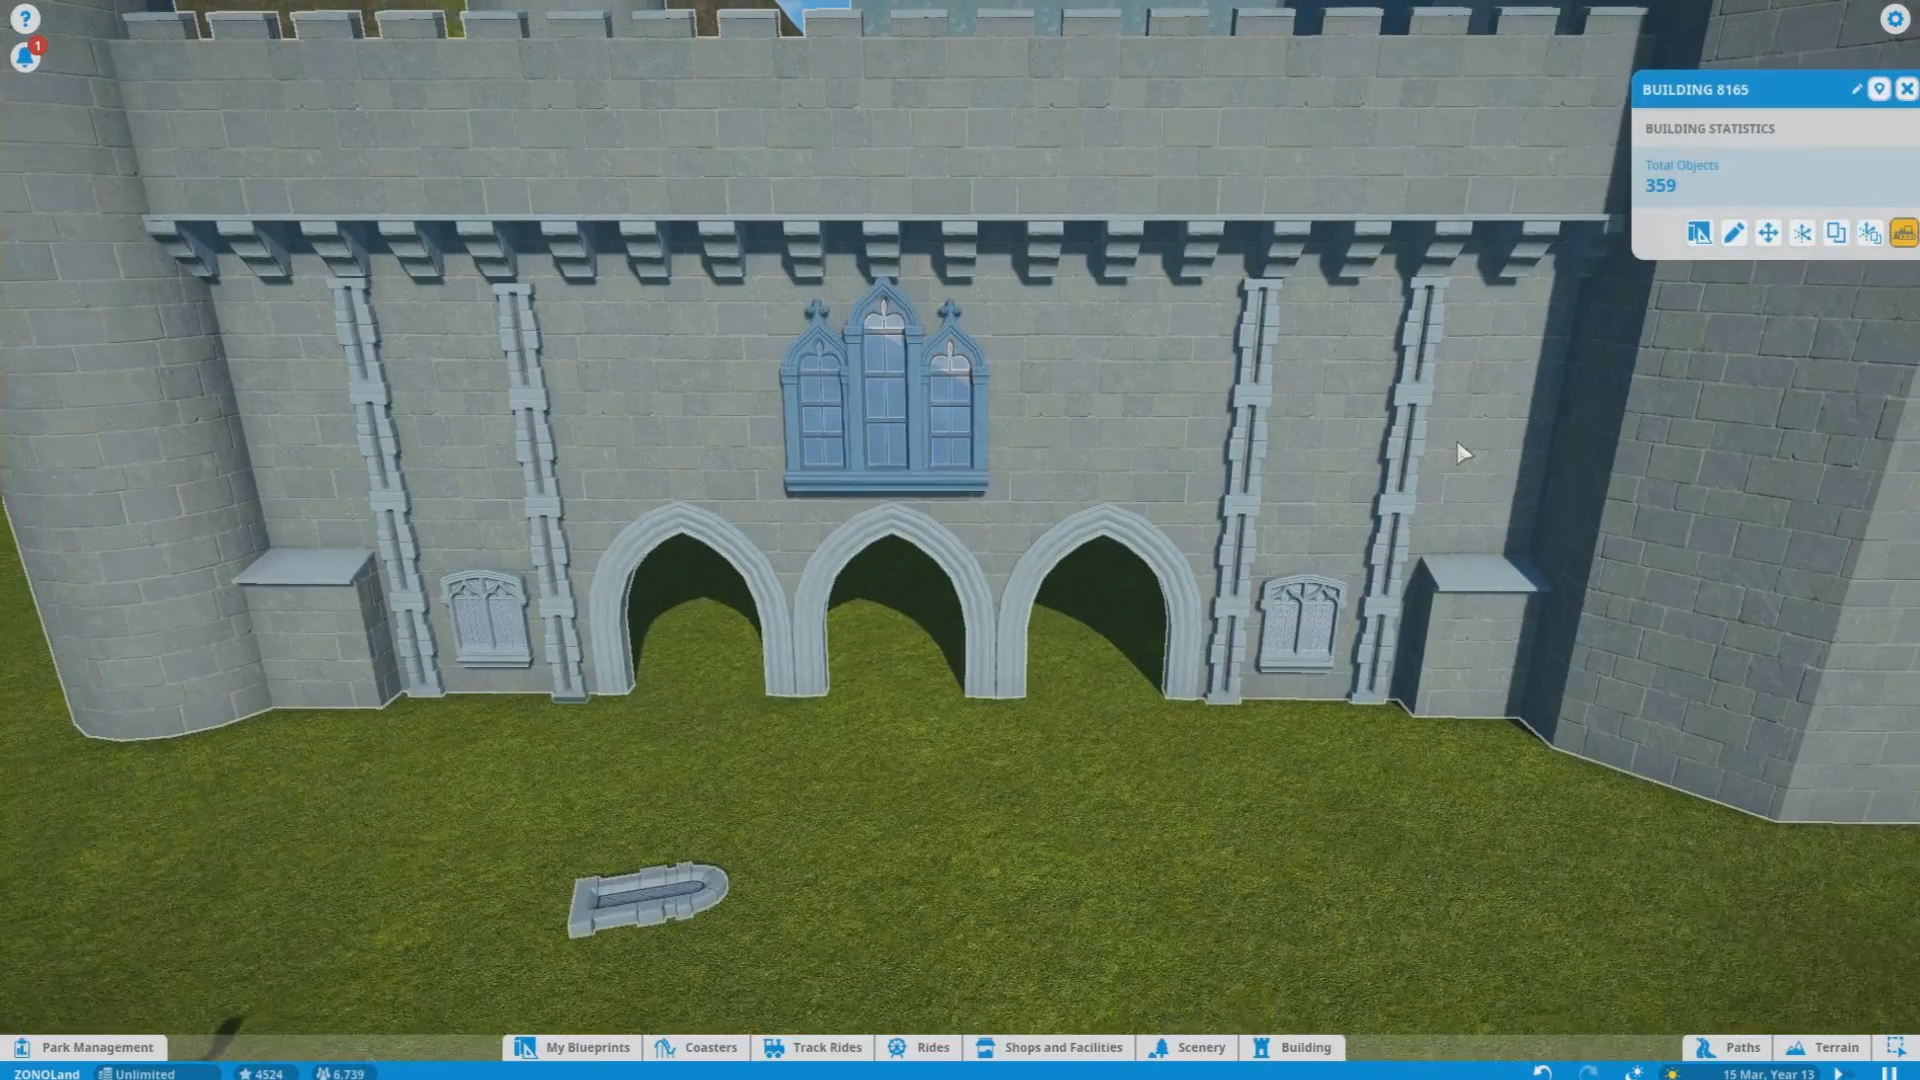 ?
1
BUILDING 8165
BUILDING STATISTICS
Total Objects
359
Park Management
My Blueprints
Coasters
Track Rides
Rides
Shops and Facilities
Scenery
Building
Paths
Terrain
ZONOLand
Unlimited
4524
6,739
15 Mar, Year 13